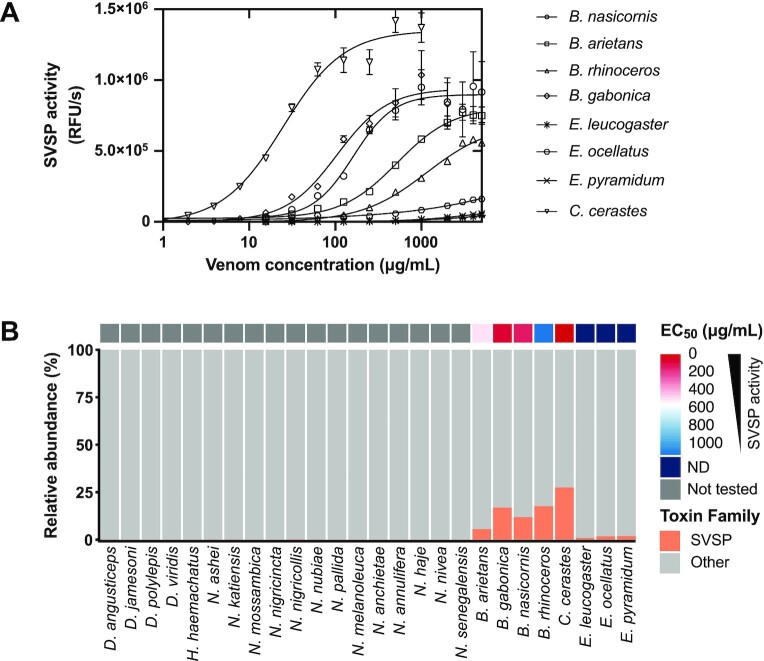 A
SVSP activity
(RFU/s)
1.5×10⁶
1.0×10⁶
5.0×10⁵
0
1
10
100
1000
Venom concentration (µg/mL)
B. nasicornis
B. arietans
B. rhinoceros
B. gabonica
E. leucogaster
E. ocellatus
E. pyramidum
C. cerastes
B
Relative abundance (%)
100
75
50
25
0
D. angusticeps
D. jamesoni
D. polylepis
D. viridis
H. haemachatus
N. ashei
N. katiensis
N. mossambica
N. nigricincta
N. nigricollis
N. nubiae
N. pallida
N. melanoleuca
N. anchietae
N. annulifera
N. haje
N. nivea
N. senegalensis
B. arietans
B. gabonica
B. nasicornis
B. rhinoceros
C. cerastes
E. leucogaster
E. ocellatus
E. pyramidum
EC₅₀ (µg/mL)
0
200
400
600
800
1000
SVSP activity
ND
Not tested
Toxin Family
SVSP
Other